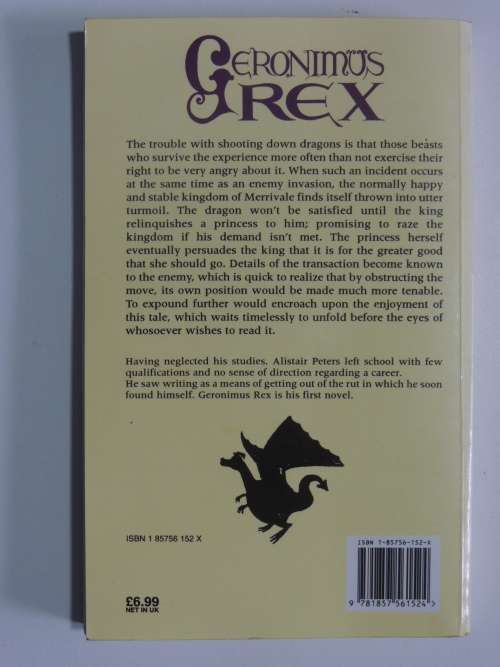 GERONIMUS
REX
The trouble with shooting down dragons is that those beasts
who survive the experience more often than not exercise their
right to be very angry about it. When such an incident occurs
at the same time as an enemy invasion, the normally happy
and stable kingdom of Merrivale finds itself thrown into utter
turmoil. The dragon won't be satisfied until the king
relinquishes a princess to him; promising to raze the
kingdom if his demand isn't met. The princess herself
eventually persuades the king that it is for the greater good
that she should go. Details of the transaction become known
to the enemy, which is quick to realize that by obstructing the
move, its own position would be made much more tenable.
To expound further would encroach upon the enjoyment of
this tale, which waits timelessly to unfold before the eyes of
whosoever wishes to read it.
Having neglected his studies, Alistair Peters left school with few
qualifications and no sense of direction regarding a career.
He saw writing as a means of getting out of the rut in which he soon
found himself. Geronimus Rex is his first novel.
ISBN 1 85756 152 X
ISBN 1-85756-152-X
9 781857 561524>
£6.99
NET IN UK